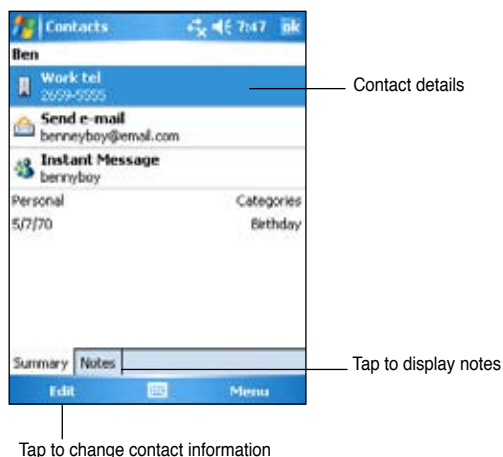 Contacts 7:47 ok
Ben
Work tel
2659-5555
Contact details
Send e-mail
benneyboy@email.com
Instant Message
bennyboy
Personal Categories
5/7/70 Birthday
Summary Notes
Tap to display notes
Edit Menu
Tap to change contact information